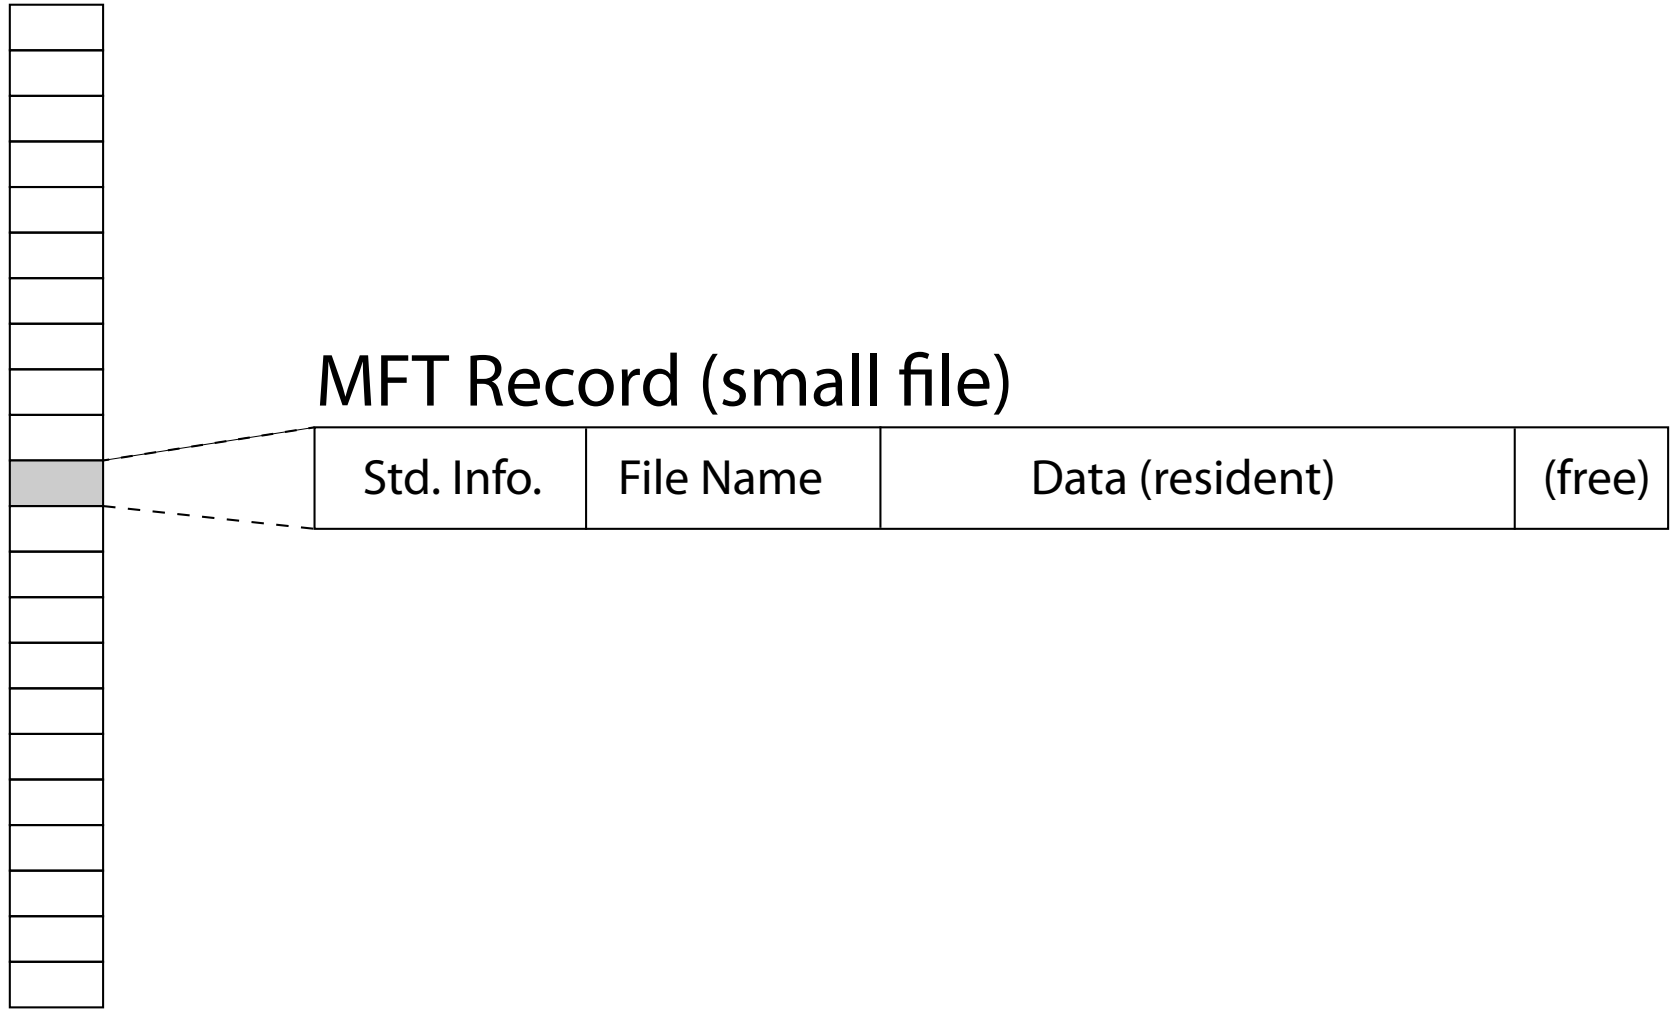 MFT Record (small file)
Std. Info. File Name Data (resident) (free)